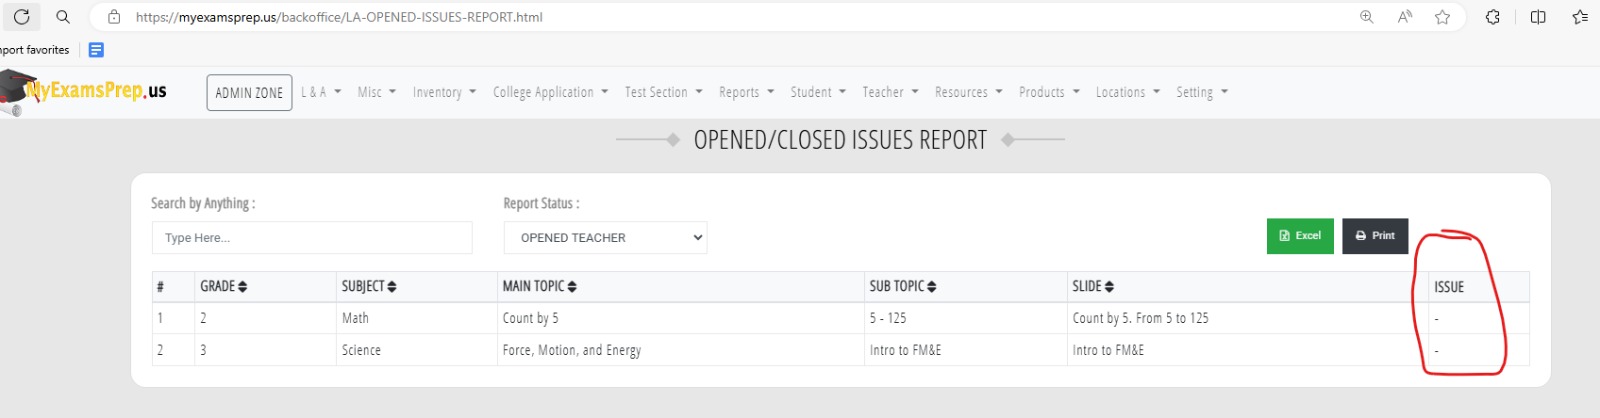 https://myexamsprep.us/backoffice/LA-OPENED-ISSUES-REPORT.html
port favorites
MyExamsPrep.us ADMIN ZONE L & A Misc Inventory College Application Test Section Reports Student Teacher Resources Products Locations Setting
OPENED/CLOSED ISSUES REPORT
Search by Anything : Report Status :
Type Here... OPENED TEACHER Excel Print
# GRADE SUBJECT MAIN TOPIC SUB TOPIC SLIDE ISSUE
1 2 Math Count by 5 5 - 125 Count by 5. From 5 to 125 -
2 3 Science Force, Motion, and Energy Intro to FM&E Intro to FM&E -